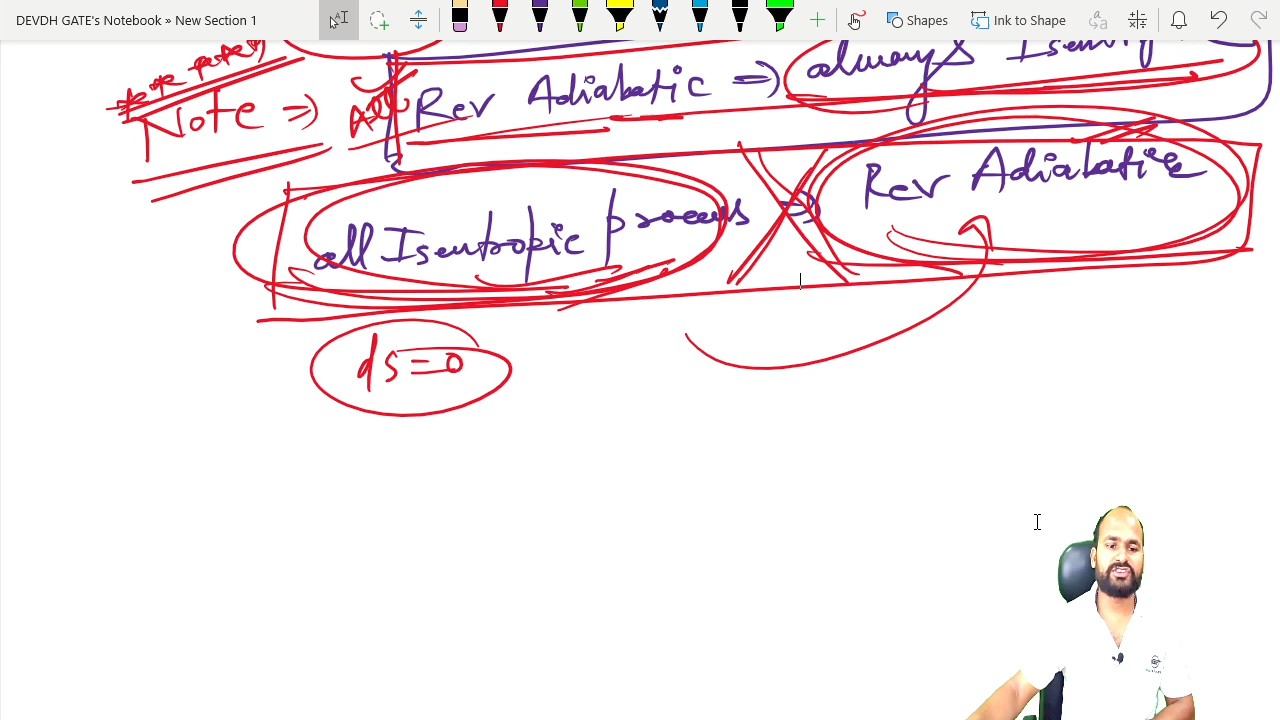 DEVDH GATE's Notebook » New Section 1
Shapes
Ink to Shape
Note ⇒ All Rev Adiabatic ⇒ always
all Isentropic process ⇒ Rev Adiabatic
ds=0